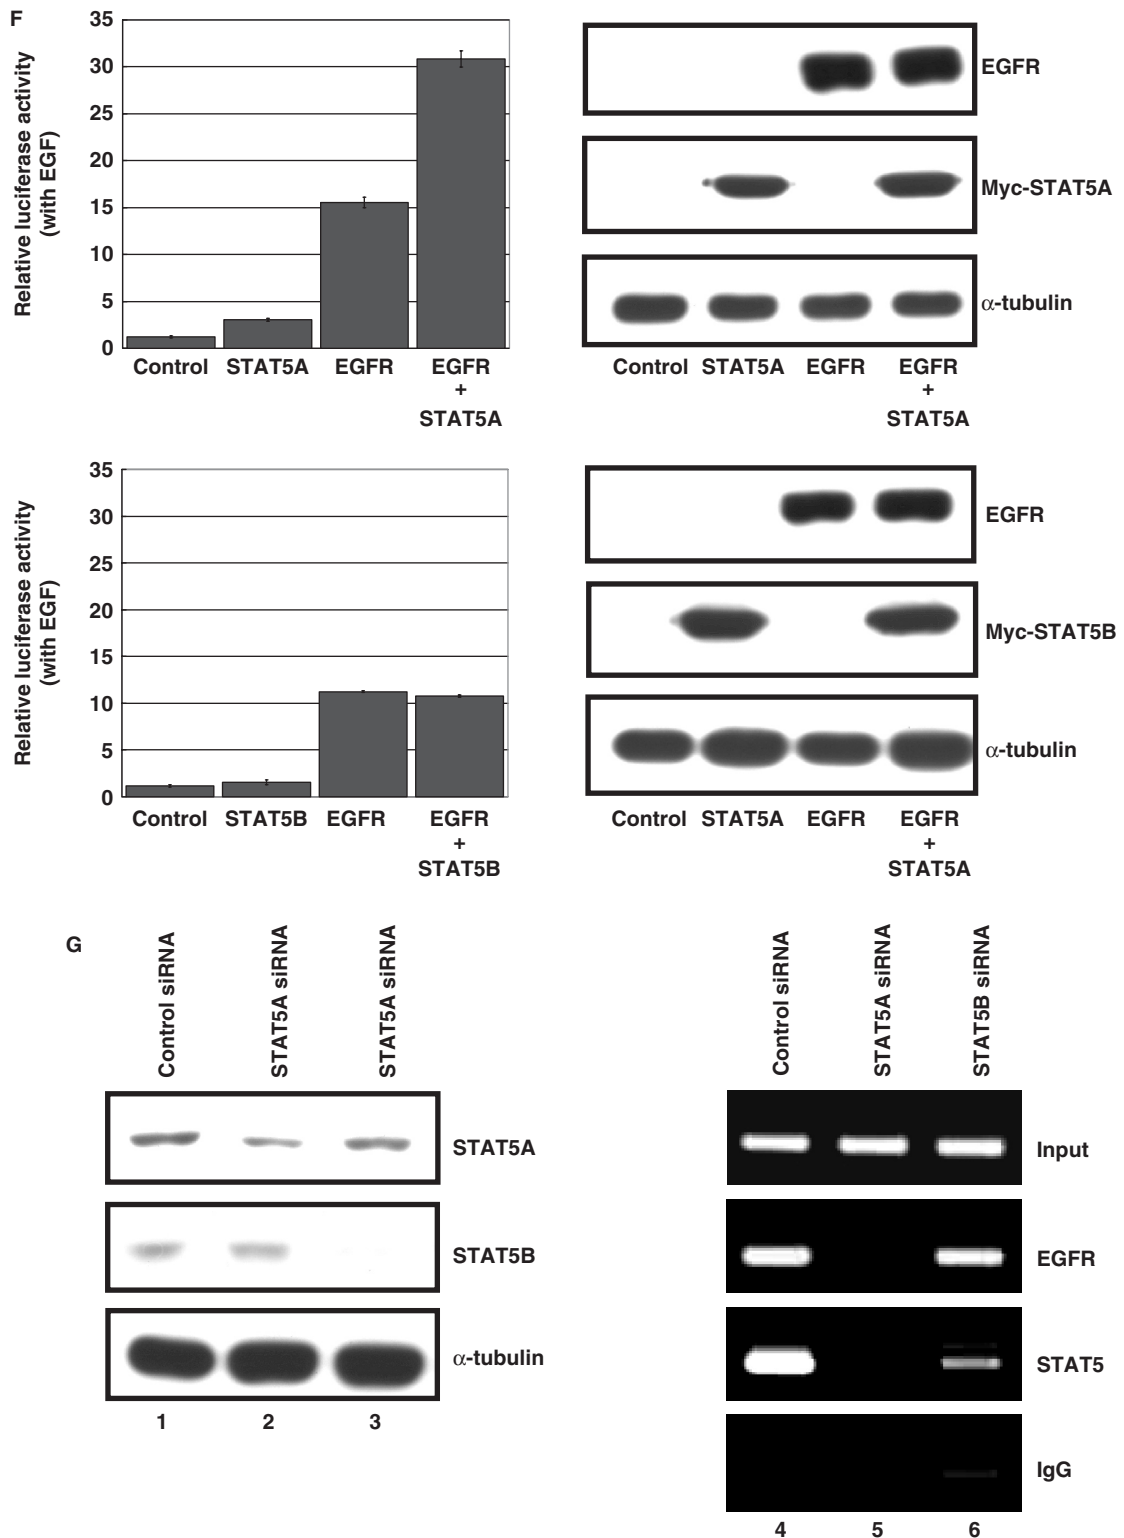 F
Relative luciferase activity
(with EGF)
35
30
25
20
15
10
5
0
Control STAT5A EGFR EGFR
+
STAT5A
EGFR
Myc-STAT5A
α-tubulin
Control STAT5A EGFR EGFR
+
STAT5A
Relative luciferase activity
(with EGF)
35
30
25
20
15
10
5
0
Control STAT5B EGFR EGFR
+
STAT5B
EGFR
Myc-STAT5B
α-tubulin
Control STAT5A EGFR EGFR
+
STAT5A
G
Control siRNA
STAT5A siRNA
STAT5A siRNA
STAT5A
STAT5B
α-tubulin
1 2 3
Control siRNA
STAT5A siRNA
STAT5B siRNA
Input
EGFR
STAT5
IgG
4 5 6